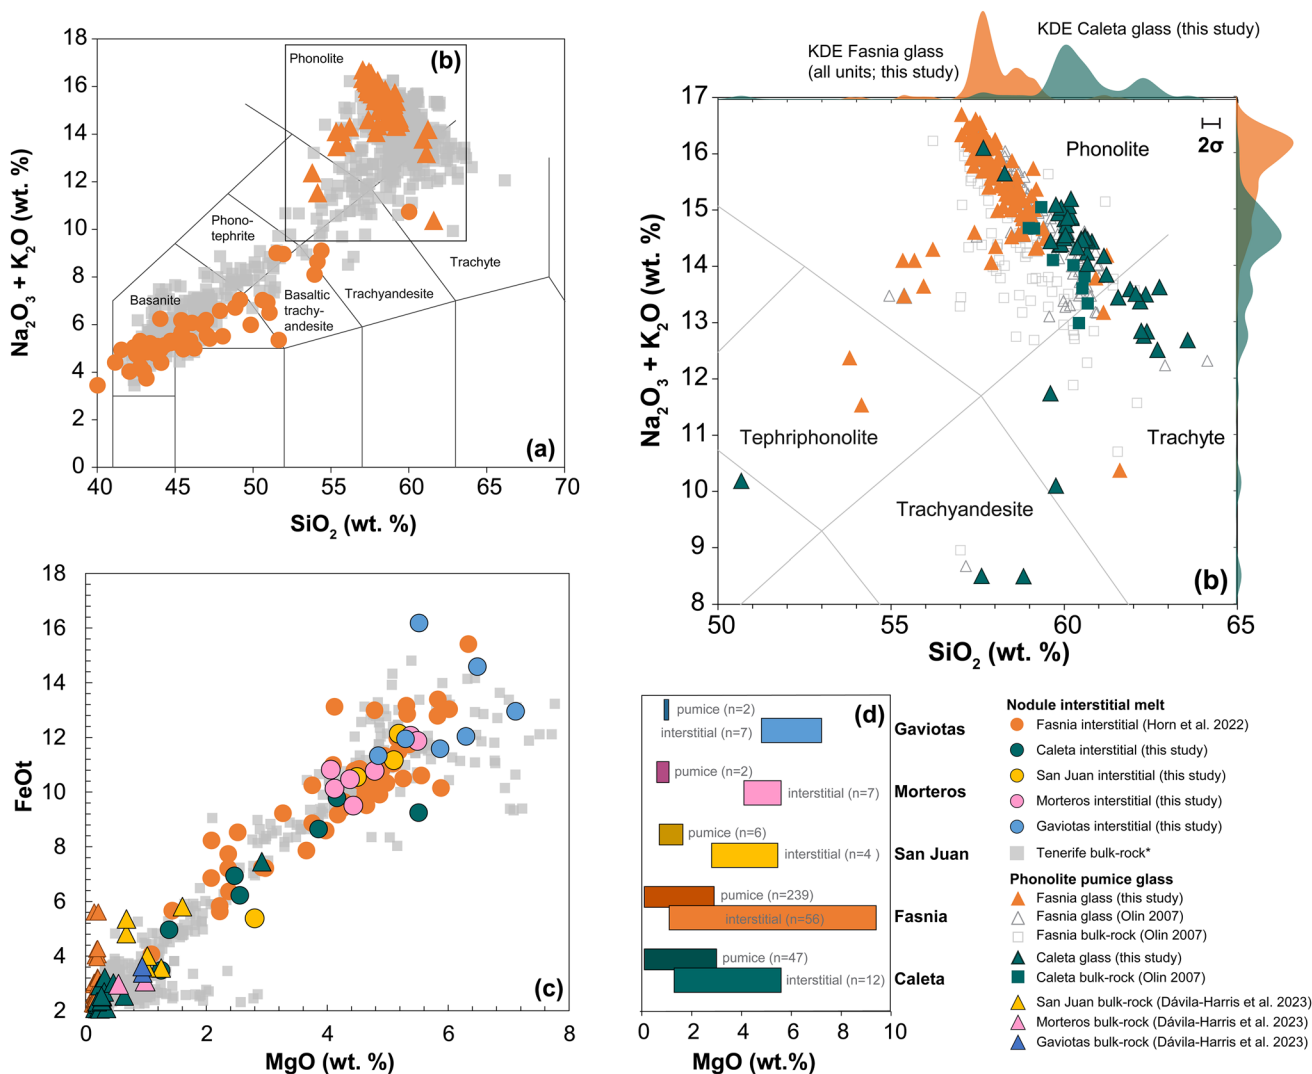 KDE Fasnia glass
(all units; this study)
KDE Caleta glass (this study)
18
16
14
12
10
8
6
4
2
0
Na2O3 + K2O (wt. %)
Phonolite
(b)
Phono-
tephrite
Basanite
Basaltic
trachy-
andesite
Trachyandesite
Trachyte
(a)
40
45
50
55
60
65
70
SiO2 (wt. %)
17
16
15
14
13
12
11
10
9
8
Na2O3 + K2O (wt. %)
2σ
Phonolite
Tephriphonolite
Trachyte
Trachyandesite
(b)
50
55
60
65
SiO2 (wt. %)
18
16
14
12
10
8
6
4
2
FeOt
(c)
0
2
4
6
8
MgO (wt. %)
(d)
pumice (n=2)
interstitial (n=7)
Gaviotas
pumice (n=2)
interstitial (n=7)
Morteros
pumice (n=6)
interstitial (n=4 )
San Juan
pumice (n=239)
interstitial (n=56)
Fasnia
pumice (n=47)
interstitial (n=12)
Caleta
0
2
4
6
8
10
MgO (wt.%)
Nodule interstitial melt
Fasnia interstitial (Horn et al. 2022)
Caleta interstitial (this study)
San Juan interstitial (this study)
Morteros interstitial (this study)
Gaviotas interstitial (this study)
Tenerife bulk-rock*
Phonolite pumice glass
Fasnia glass (this study)
Fasnia glass (Olin 2007)
Fasnia bulk-rock (Olin 2007)
Caleta glass (this study)
Caleta bulk-rock (Olin 2007)
San Juan bulk-rock (Dávila-Harris et al. 2023)
Morteros bulk-rock (Dávila-Harris et al. 2023)
Gaviotas bulk-rock (Dávila-Harris et al. 2023)